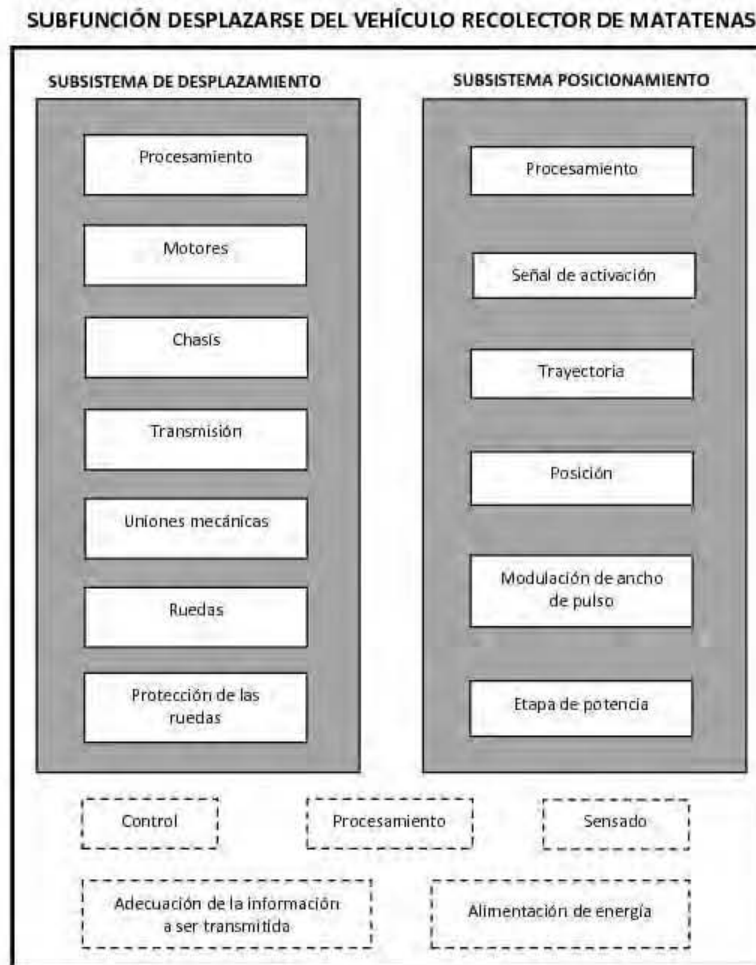 SUBFUNCIÓN DESPLAZARSE DEL VEHÍCULO RECOLECTOR DE MATATENAS
SUBSISTEMA DE DESPLAZAMIENTO
Procesamiento
Motores
Chasís
Transmisión
Uniones mecánicas
Ruedas
Protección de las
ruedas
SUBSISTEMA POSICIONAMIENTO
Procesamiento
Señal de activación
Trayectoria
Posición
Modulación de ancho
de pulso
Etapa de potencia
Control
Procesamiento
Sensado
Adecuación de la información
a ser transmitida
Alimentación de energía